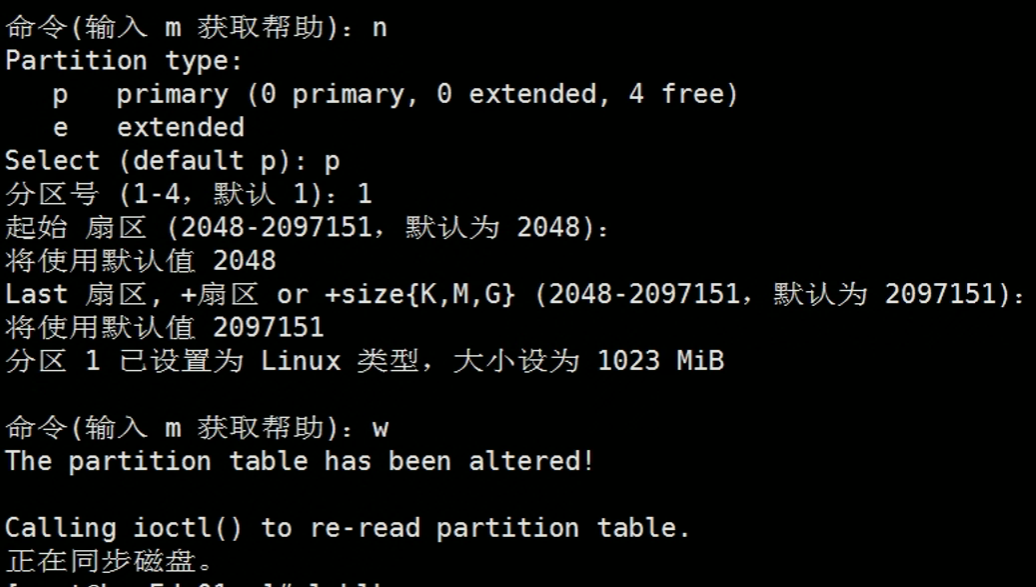 命令(输入 m 获取帮助)：n
Partition type:
   p   primary (0 primary, 0 extended, 4 free)
   e   extended
Select (default p): p
分区号 (1-4，默认 1)：1
起始 扇区 (2048-2097151，默认为 2048)：
将使用默认值 2048
Last 扇区, +扇区 or +size{K,M,G} (2048-2097151，默认为 2097151)：
将使用默认值 2097151
分区 1 已设置为 Linux 类型，大小设为 1023 MiB
命令(输入 m 获取帮助)：w
The partition table has been altered!
Calling ioctl() to re-read partition table.
正在同步磁盘。